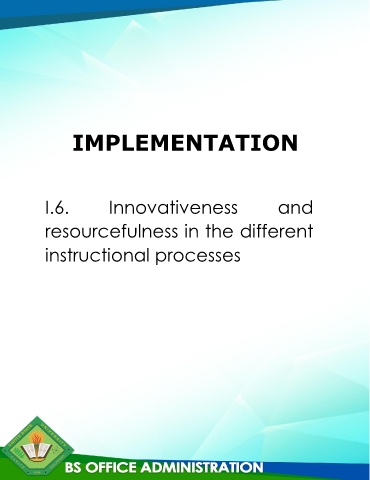 IMPLEMENTATION
I.6. Innovativeness and
resourcefulness in the different
instructional processes
BS OFFICE ADMINISTRATION